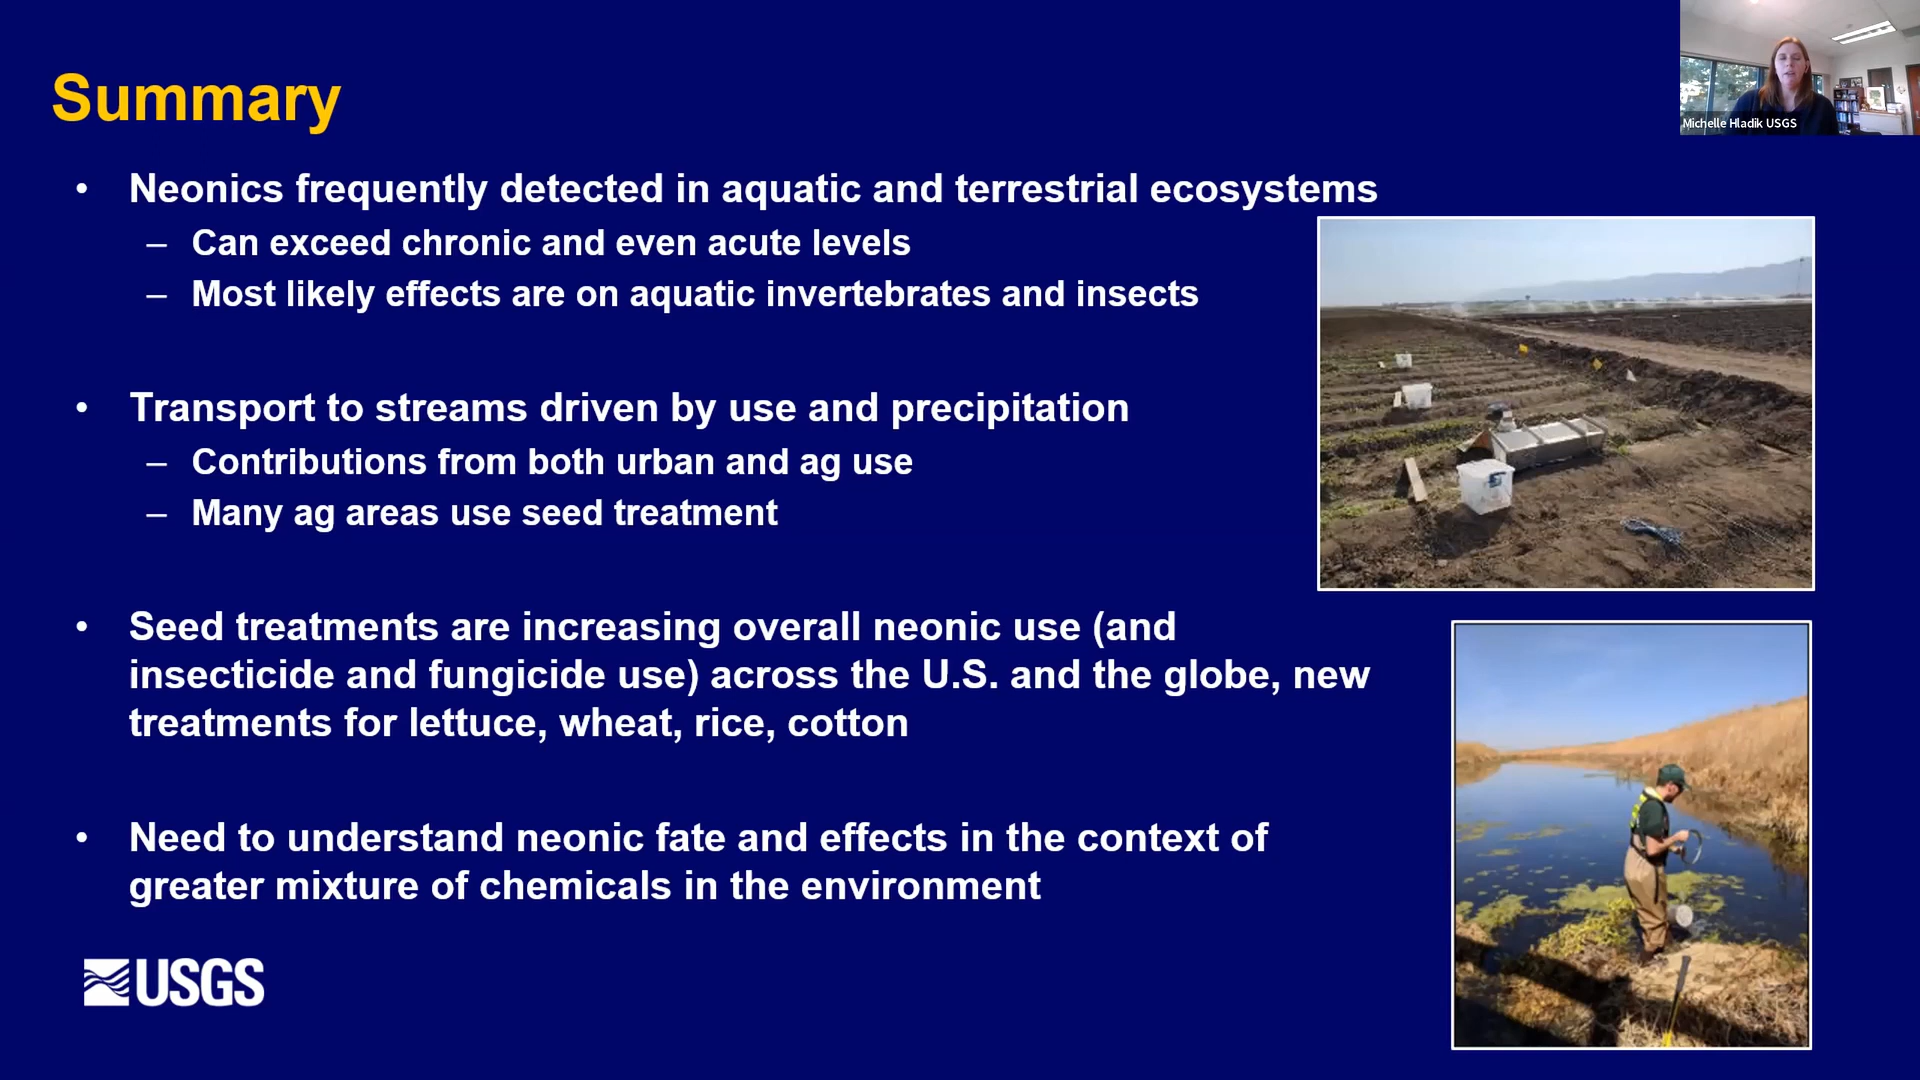 Summary
Michelle Hladik USGS
• Neonics frequently detected in aquatic and terrestrial ecosystems
– Can exceed chronic and even acute levels
– Most likely effects are on aquatic invertebrates and insects
• Transport to streams driven by use and precipitation
– Contributions from both urban and ag use
– Many ag areas use seed treatment
• Seed treatments are increasing overall neonic use (and
insecticide and fungicide use) across the U.S. and the globe, new
treatments for lettuce, wheat, rice, cotton
• Need to understand neonic fate and effects in the context of
greater mixture of chemicals in the environment
USGS